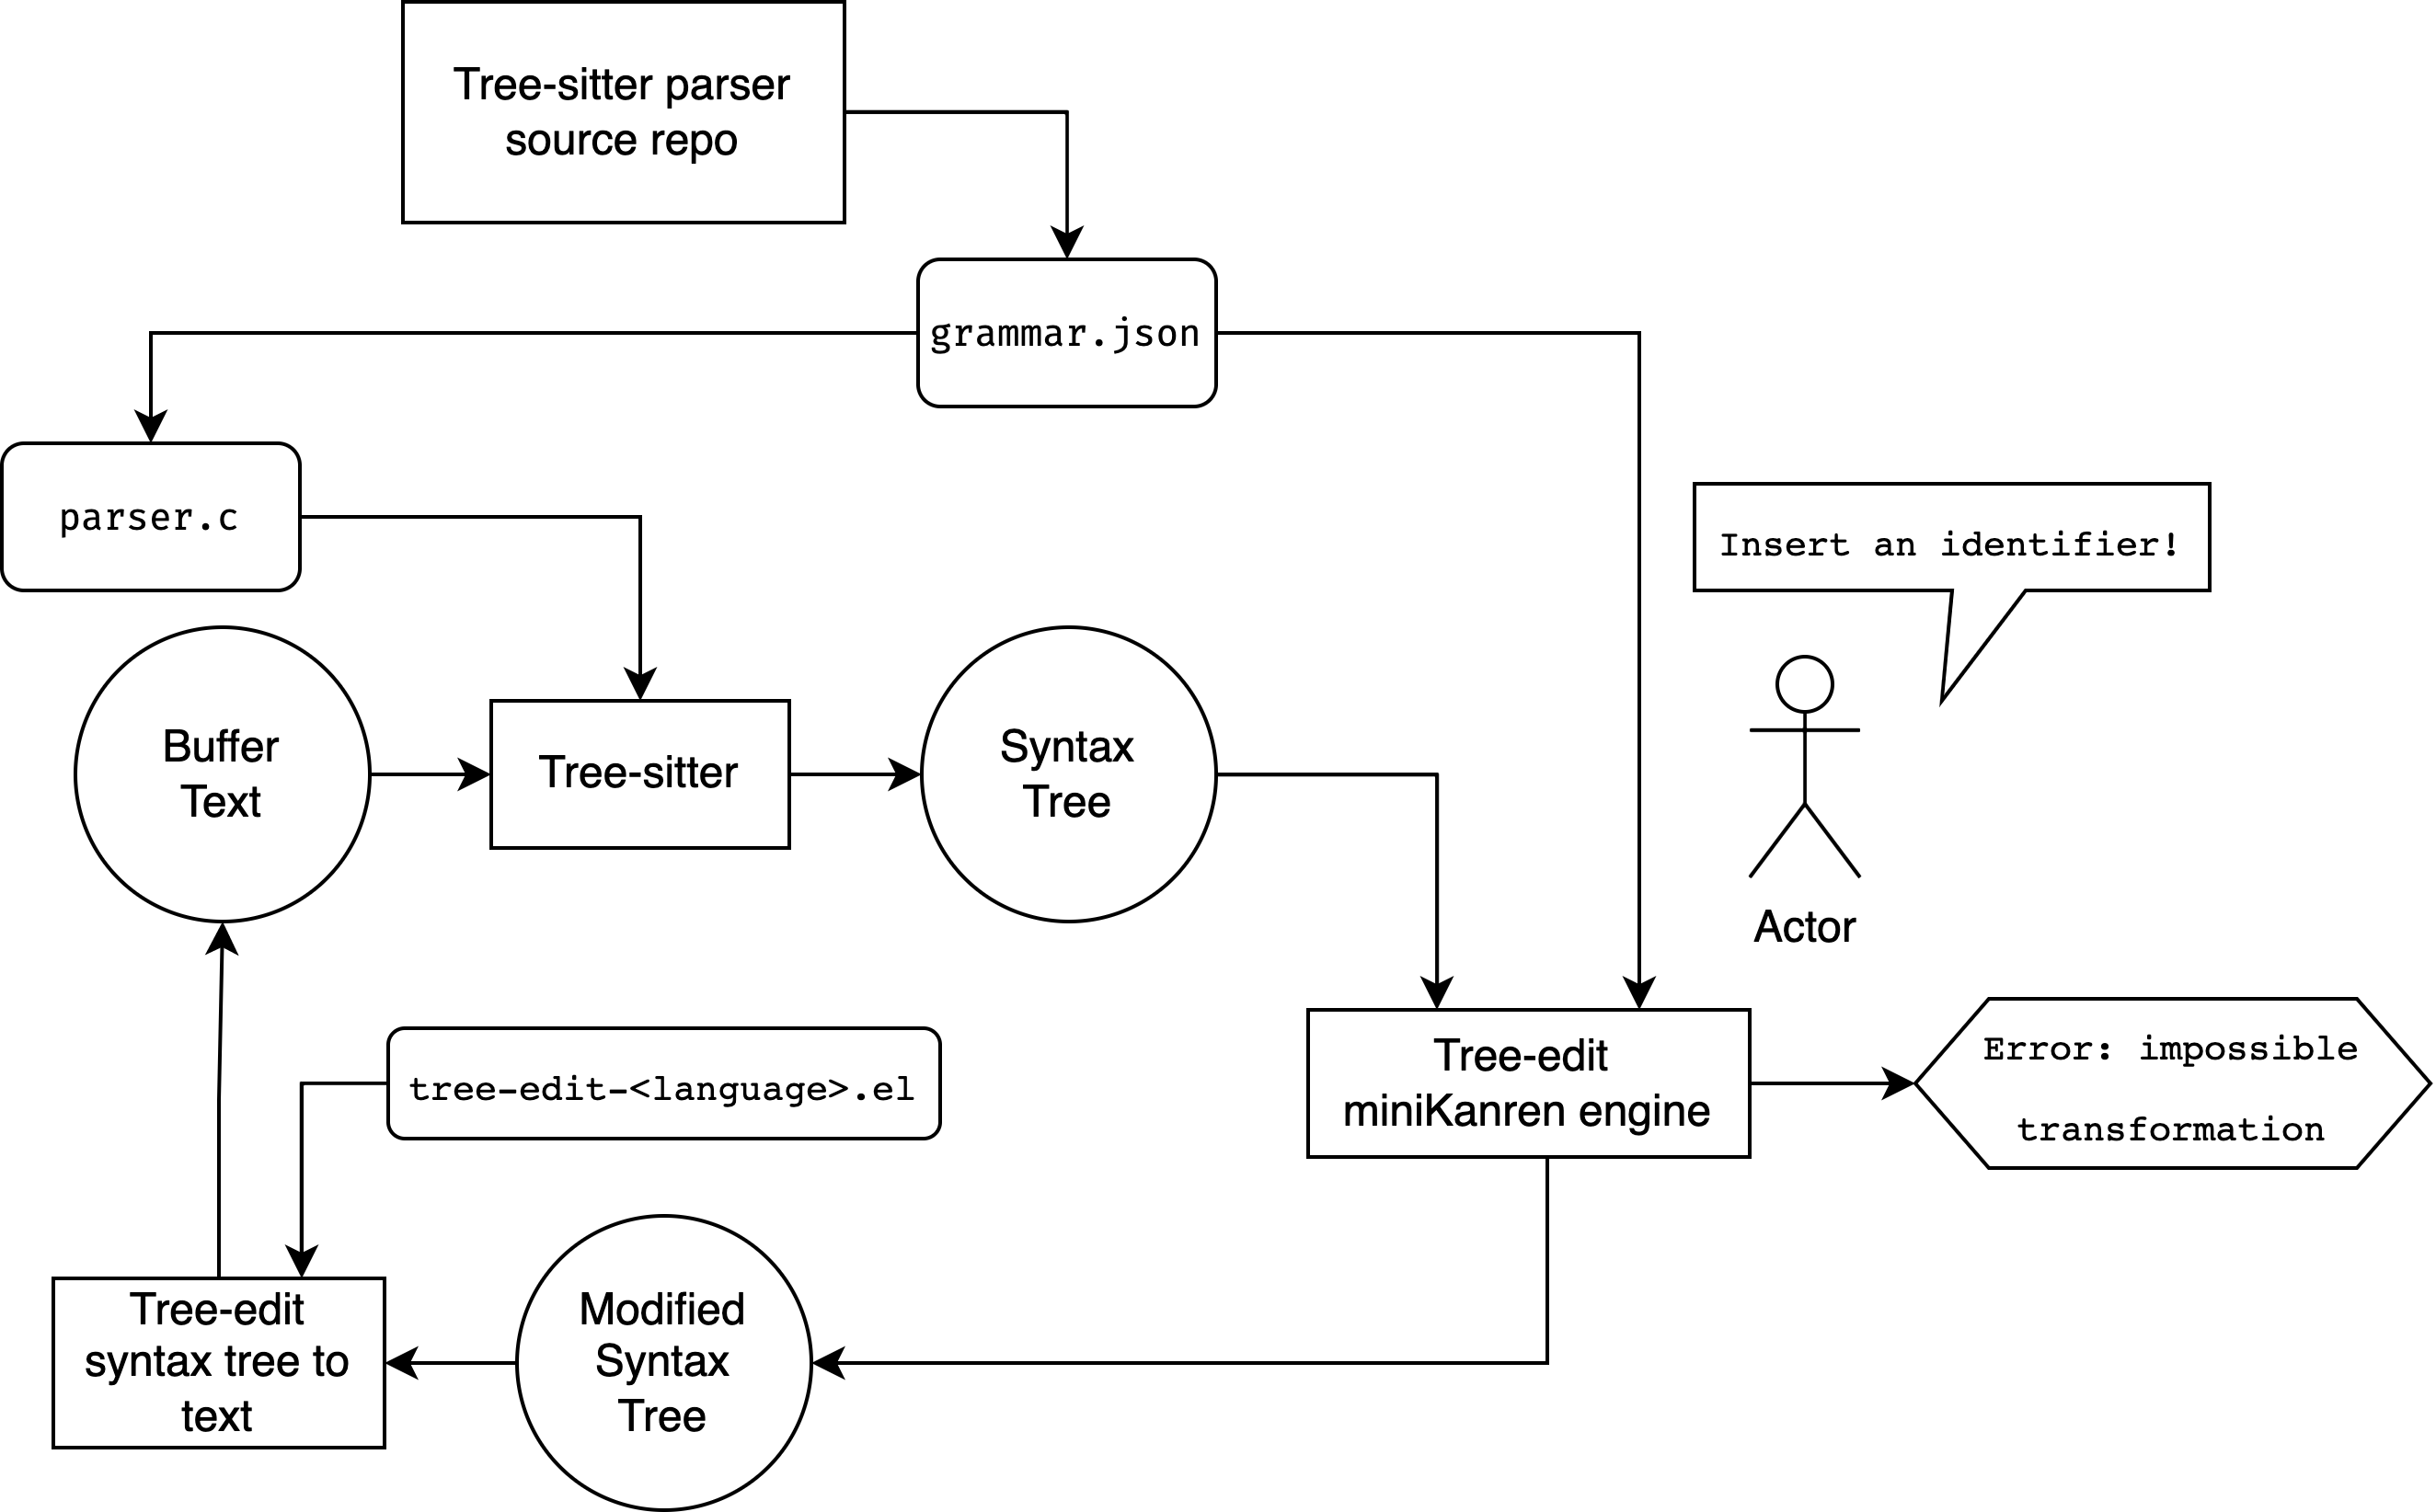 Tree-sitter parser
source repo
grammar.json
parser.c
Insert an identifier!
Buffer
Text
Tree-sitter
Syntax
Tree
Actor
tree-edit-<language>.el
Tree-edit
miniKanren engine
Error: impossible
transformation
Tree-edit
syntax tree to
text
Modified
Syntax
Tree